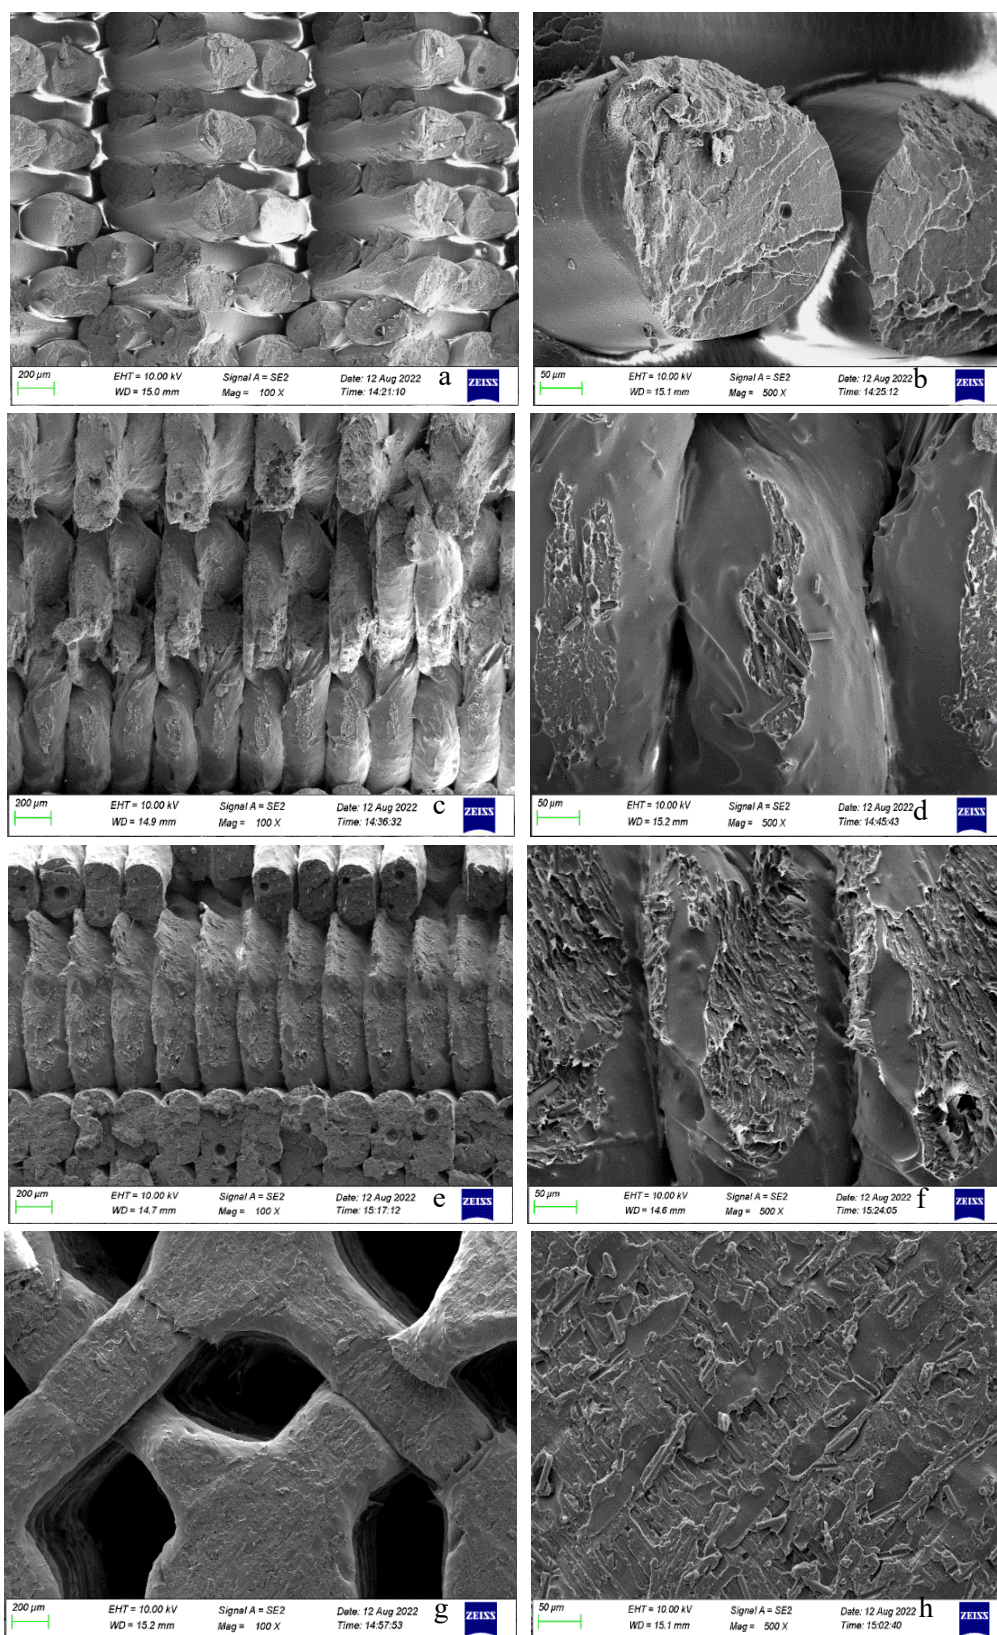 200 µm EHT = 10.00 kV Signal A = SE2 Date: 12 Aug 2022 ZEISS
WD = 15.0 mm Mag = 100 X Time: 14:21:10
a
50 µm EHT = 10.00 kV Signal A = SE2 Date: 12 Aug 2022 ZEISS
WD = 15.1 mm Mag = 500 X Time: 14:25:12
b
200 µm EHT = 10.00 kV Signal A = SE2 Date: 12 Aug 2022 ZEISS
WD = 14.9 mm Mag = 100 X Time: 14:36:32
c
50 µm EHT = 10.00 kV Signal A = SE2 Date: 12 Aug 2022 ZEISS
WD = 15.2 mm Mag = 500 X Time: 14:45:43
d
200 µm EHT = 10.00 kV Signal A = SE2 Date: 12 Aug 2022 ZEISS
WD = 14.7 mm Mag = 100 X Time: 15:17:12
e
50 µm EHT = 10.00 kV Signal A = SE2 Date: 12 Aug 2022 ZEISS
WD = 14.6 mm Mag = 500 X Time: 15:24:05
f
200 µm EHT = 10.00 kV Signal A = SE2 Date: 12 Aug 2022 ZEISS
WD = 15.2 mm Mag = 100 X Time: 14:57:53
g
50 µm EHT = 10.00 kV Signal A = SE2 Date: 12 Aug 2022 ZEISS
WD = 15.1 mm Mag = 500 X Time: 15:02:40
h